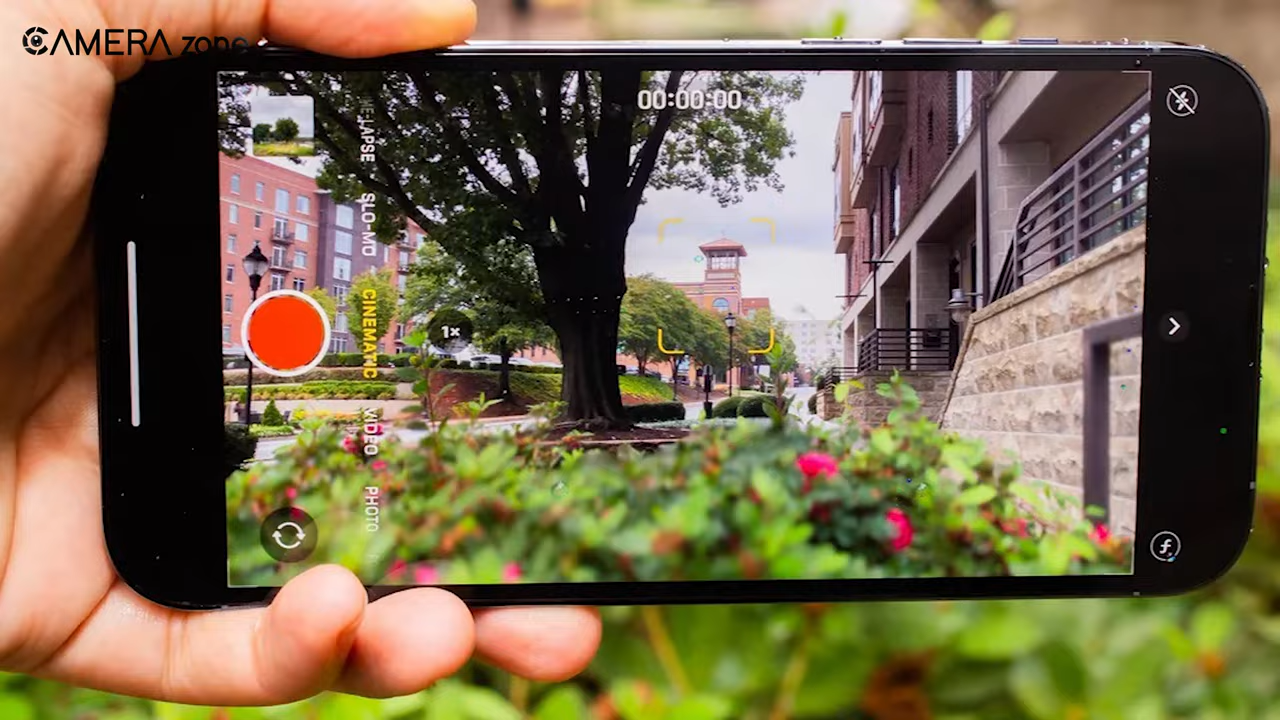 CAMERA zone
00:00:00
SLO-MO
CINEMATIC
VIDEO
PHOTO
1×